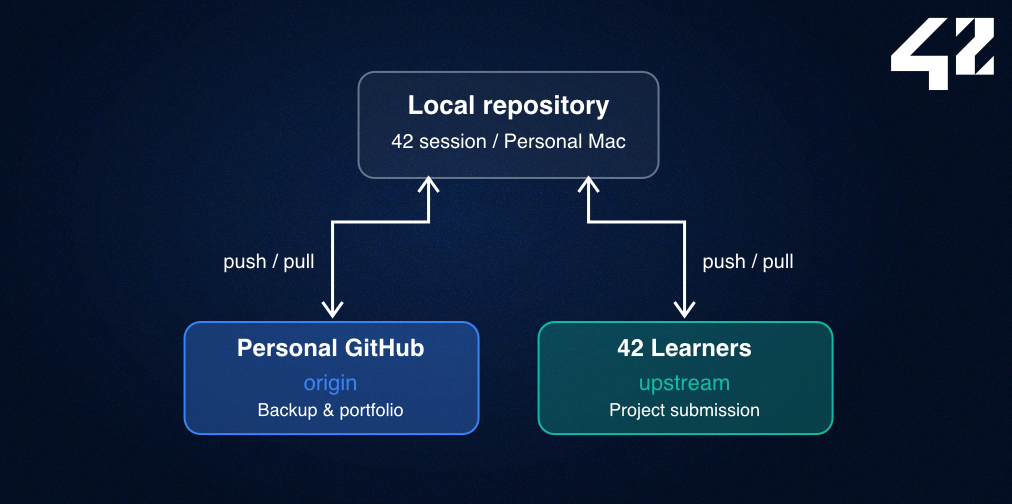 42
Local repository
42 session / Personal Mac
push / pull
push / pull
Personal GitHub
origin
Backup & portfolio
42 Learners
upstream
Project submission